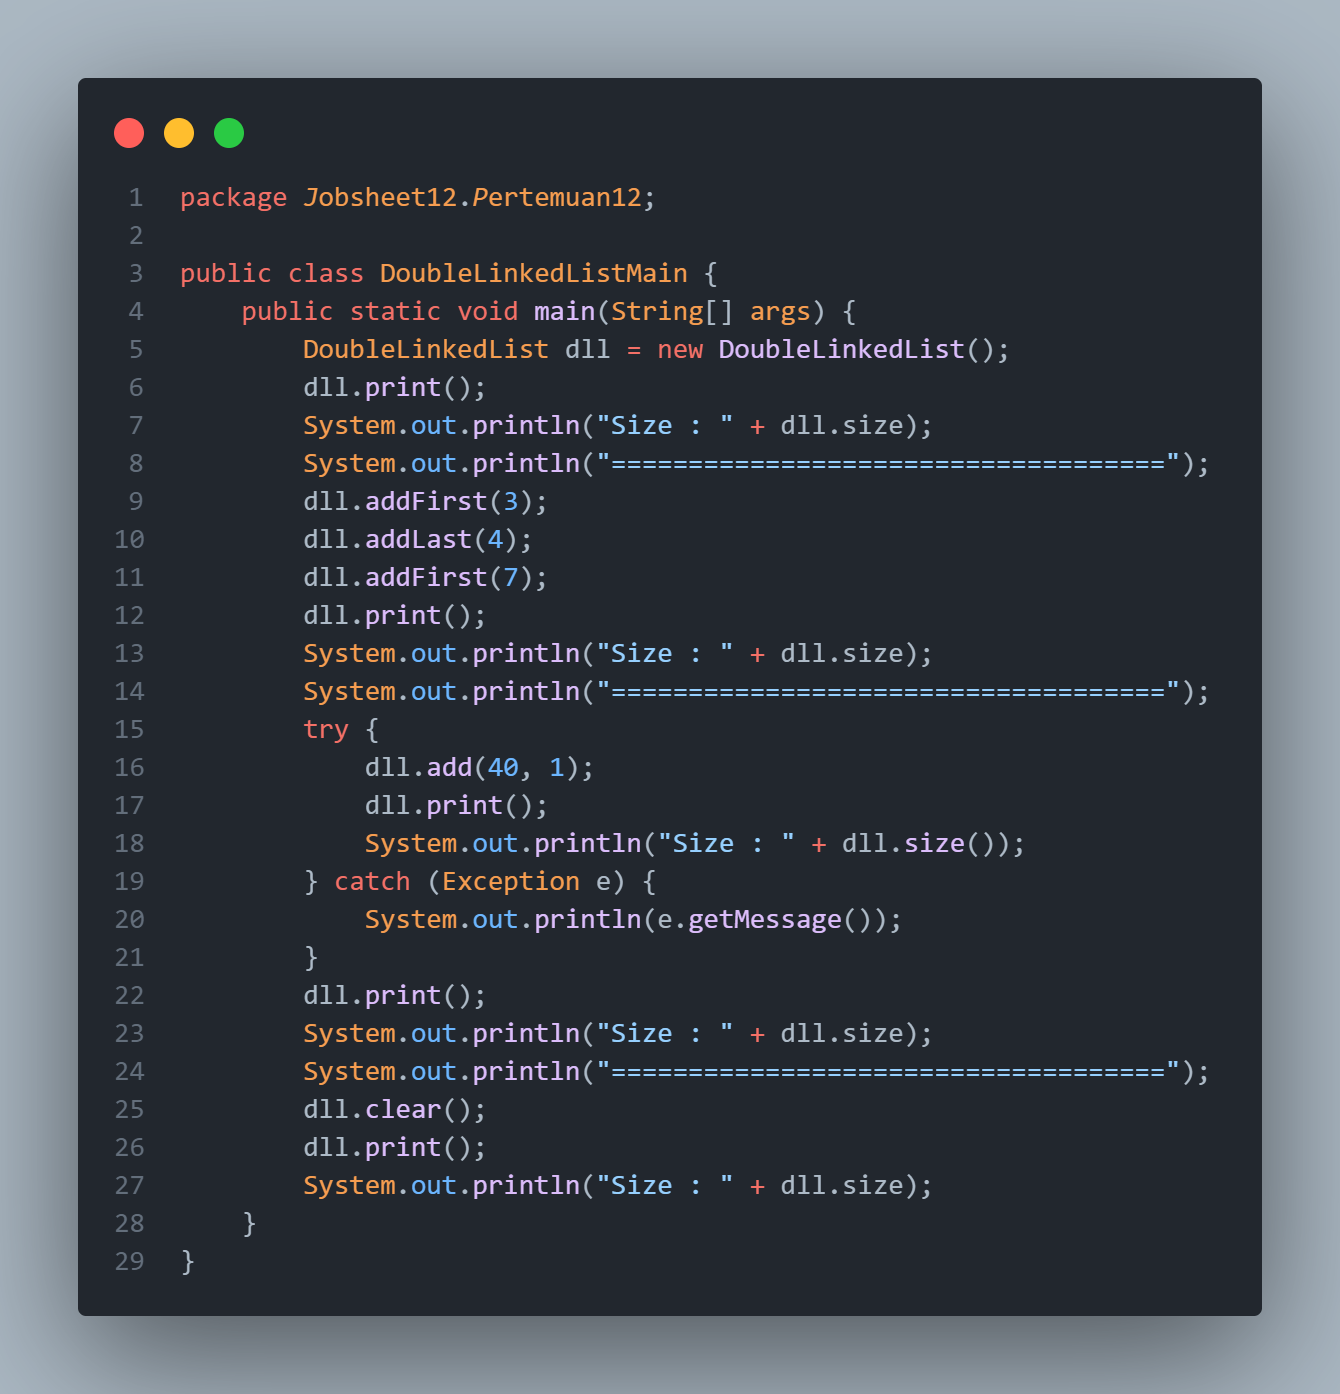 1 package Jobsheet12.Pertemuan12;
2
3 public class DoubleLinkedListMain {
4     public static void main(String[] args) {
5         DoubleLinkedList dll = new DoubleLinkedList();
6         dll.print();
7         System.out.println("Size : " + dll.size);
8         System.out.println("====================================");
9         dll.addFirst(3);
10         dll.addLast(4);
11         dll.addFirst(7);
12         dll.print();
13         System.out.println("Size : " + dll.size);
14         System.out.println("====================================");
15         try {
16             dll.add(40, 1);
17             dll.print();
18             System.out.println("Size : " + dll.size());
19         } catch (Exception e) {
20             System.out.println(e.getMessage());
21         }
22         dll.print();
23         System.out.println("Size : " + dll.size);
24         System.out.println("====================================");
25         dll.clear();
26         dll.print();
27         System.out.println("Size : " + dll.size);
28     }
29 }